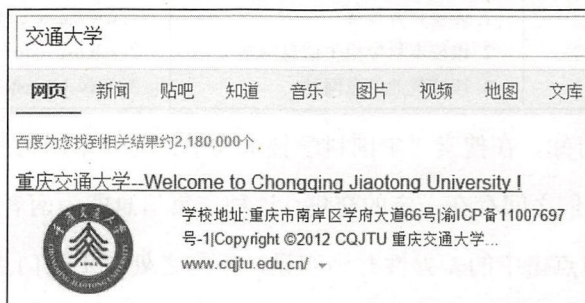 交通大学
网页 新闻 贴吧 知道 音乐 图片 视频 地图 文库
百度为您找到相关结果约2,180,000个.
重庆交通大学--Welcome to Chongqing Jiaotong University !
学校地址:重庆市南岸区学府大道66号|渝ICP备11007697
号-1|Copyright ©2012 CQJTU 重庆交通大学...
www.cqjtu.edu.cn/
CHONGQING JIAOTONG UNIVERSITY